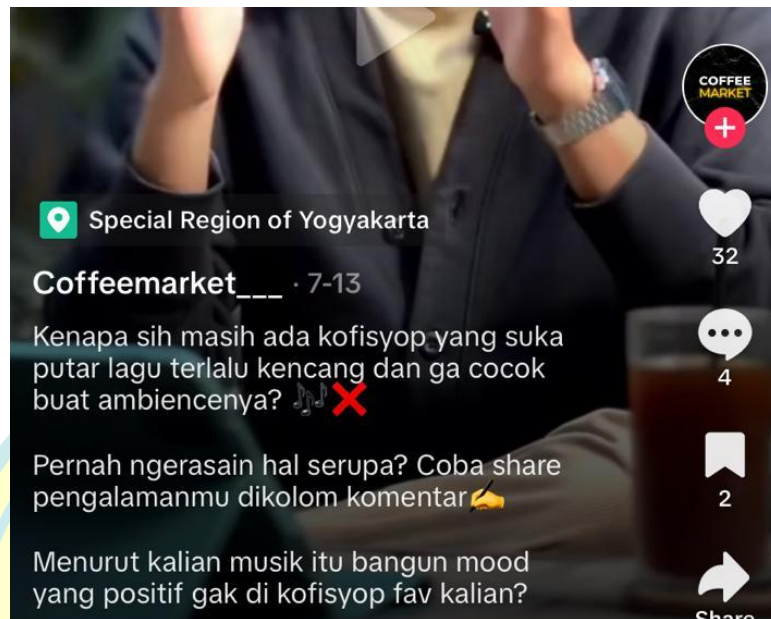 COFFEE
MARKET
Special Region of Yogyakarta
32
Coffeemarket___ · 7-13
Kenapa sih masih ada kofisyop yang suka
putar lagu terlalu kencang dan ga cocok
buat ambiencenya? 🎶❌
4
Pernah ngerasain hal serupa? Coba share
pengalamanmu dikolom komentar✍️
2
Menurut kalian musik itu bangun mood
yang positif gak di kofisyop fav kalian?
Share